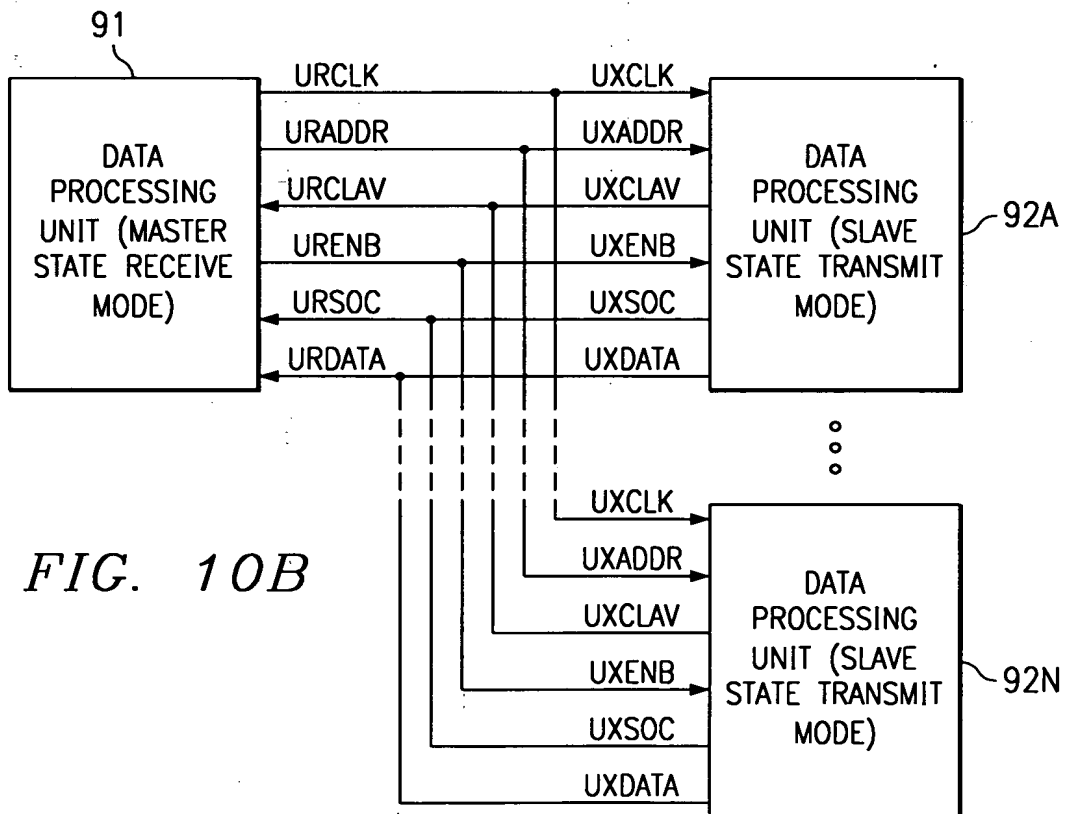 91
URCLK
UXCLK
URADDR
UXADDR
URCLAV
UXCLAV
URENB
UXENB
URSOC
UXSOC
URDATA
UXDATA
DATA
PROCESSING
UNIT (MASTER
STATE RECEIVE
MODE)
DATA
PROCESSING
UNIT (SLAVE
STATE TRANSMIT
MODE)
92A
UXCLK
UXADDR
UXCLAV
UXENB
UXSOC
UXDATA
DATA
PROCESSING
UNIT (SLAVE
STATE TRANSMIT
MODE)
92N
FIG. 10B